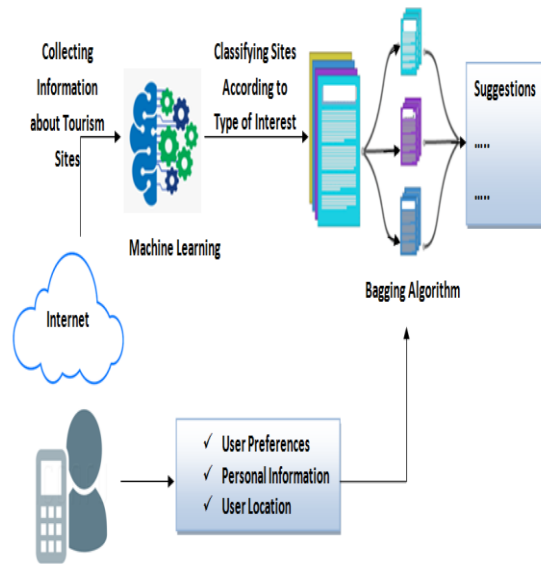 Collecting
Information
about Tourism
Sites
Classifying Sites
According to
Type of Interest
Suggestions
.....
.....
Machine Learning
Bagging Algorithm
Internet
✓ User Preferences
✓ Personal Information
✓ User Location